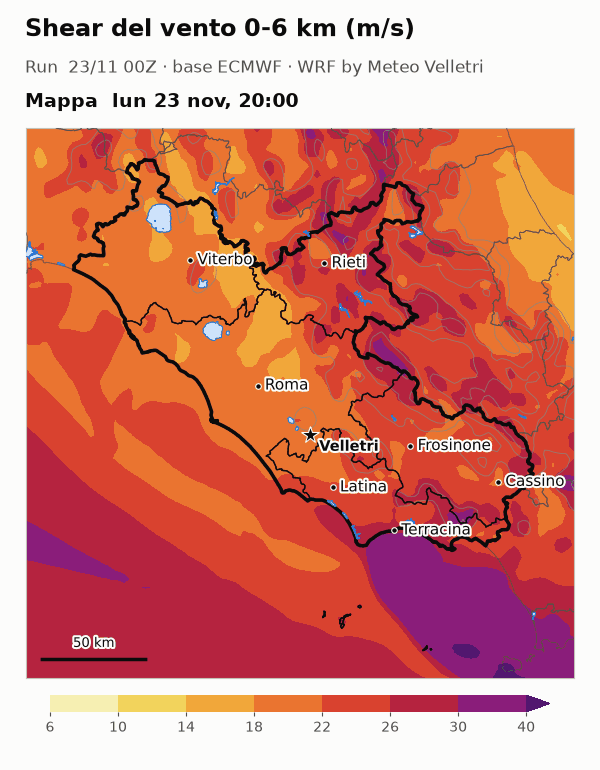 Shear del vento 0-6 km (m/s)
Run 23/11 00Z · base ECMWF · WRF by Meteo Velletri
Mappa lun 23 nov, 20:00
Viterbo
Rieti
Roma
Velletri
Frosinone
Latina
Cassino
Terracina
50 km
6 10 14 18 22 26 30 40